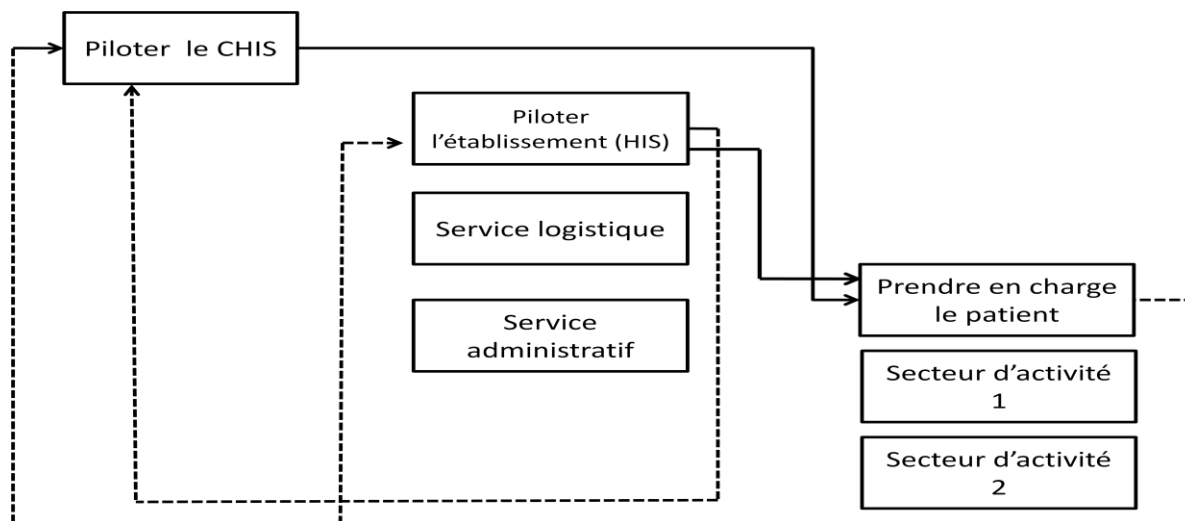 Piloter le CHIS
Piloter
l'établissement (HIS)
Service logistique
Service
administratif
Prendre en charge
le patient
Secteur d'activité
1
Secteur d'activité
2